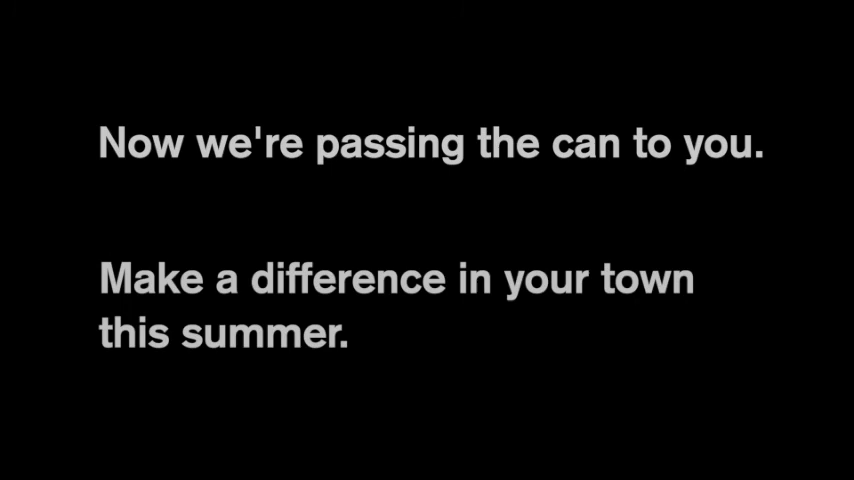 Now we're passing the can to you.
Make a difference in your town
this summer.